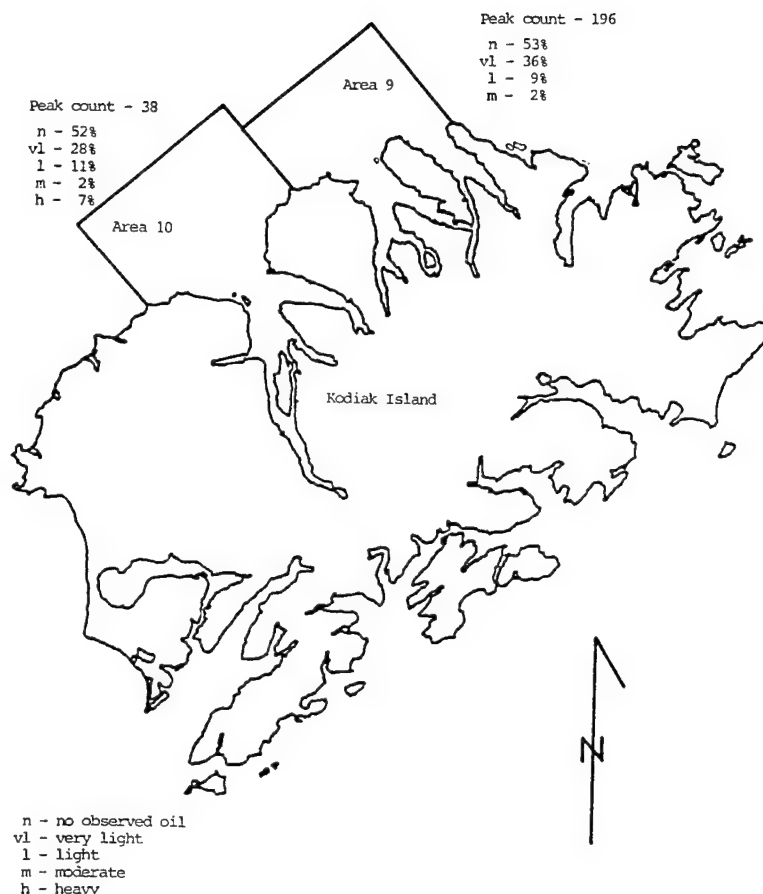 Peak count - 196
n - 53%
vl - 36%
l - 9%
m - 2%
Area 9
Peak count - 38
n - 52%
vl - 28%
l - 11%
m - 2%
h - 7%
Area 10
Kodiak Island
N
n - no observed oil
vl - very light
l - light
m - moderate
h - heavy